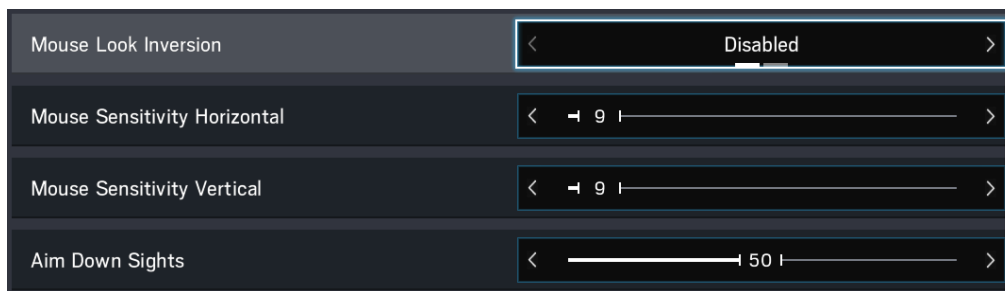 Mouse Look Inversion Disabled
Mouse Sensitivity Horizontal 9
Mouse Sensitivity Vertical 9
Aim Down Sights 50